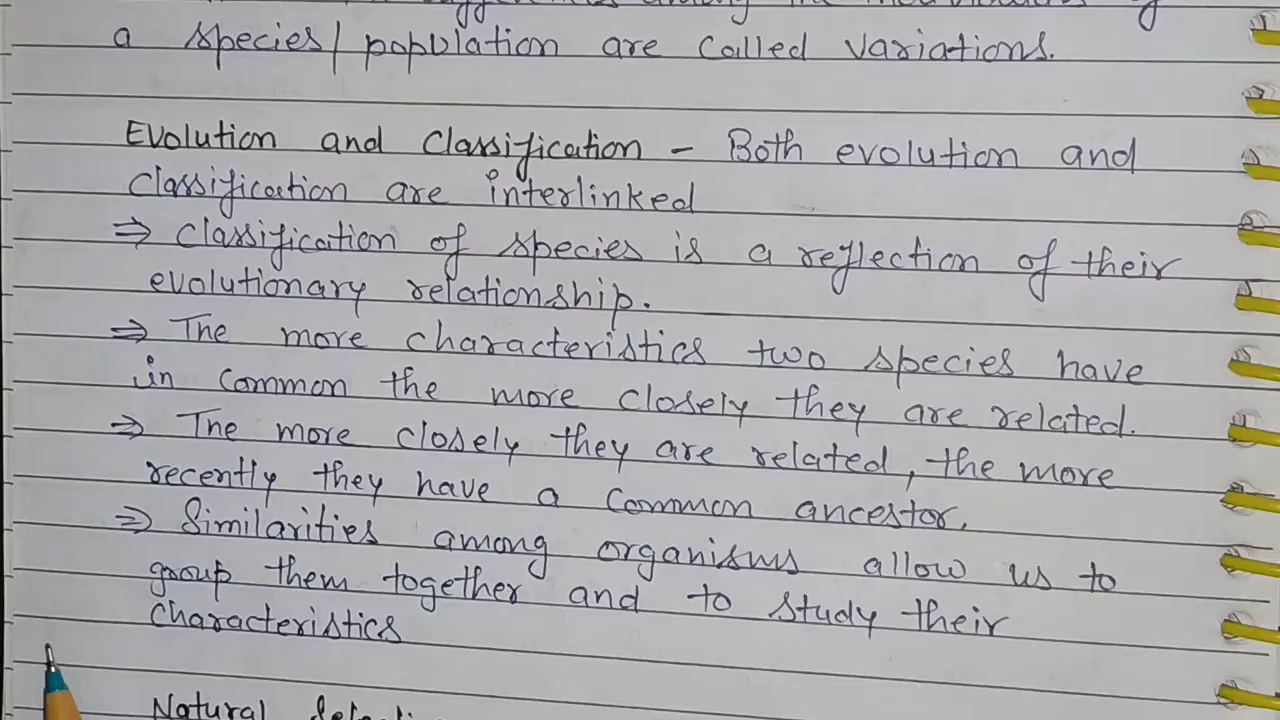 a species/population are called variations.
Evolution and Classification - Both evolution and
classification are interlinked
⇒ Classification of species is a reflection of their
evolutionary relationship.
⇒ The more characteristics two species have
in common the more closely they are related.
⇒ The more closely they are related, the more
recently they have a common ancestor.
⇒ Similarities among organisms allow us to
group them together and to study their
characteristics
Natural